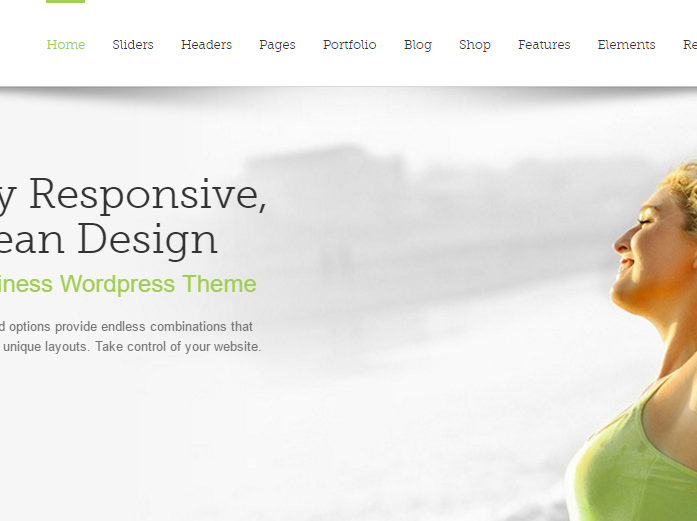 Home Sliders Headers Pages Portfolio Blog Shop Features Elements Re
y Responsive,
ean Design
iness Wordpress Theme
d options provide endless combinations that
unique layouts. Take control of your website.